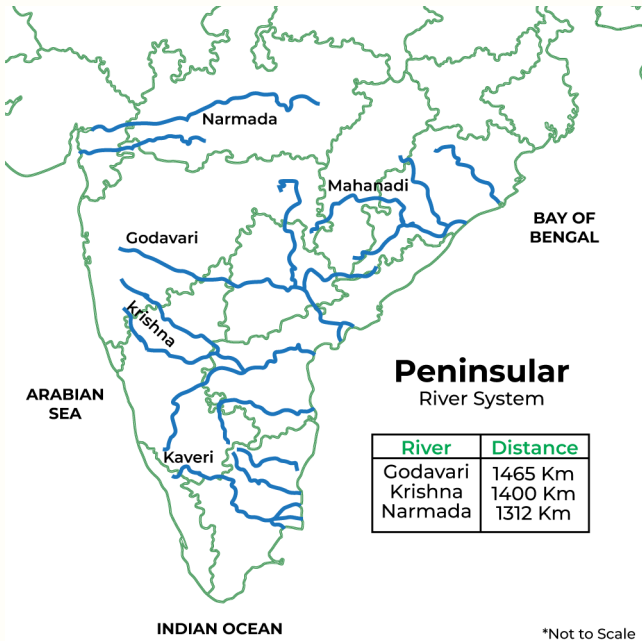 Narmada
Mahanadi
BAY OF
BENGAL
Godavari
krishna
Peninsular
River System
ARABIAN
SEA
River Distance
Godavari 1465 Km
Krishna 1400 Km
Narmada 1312 Km
Kaveri
INDIAN OCEAN
*Not to Scale